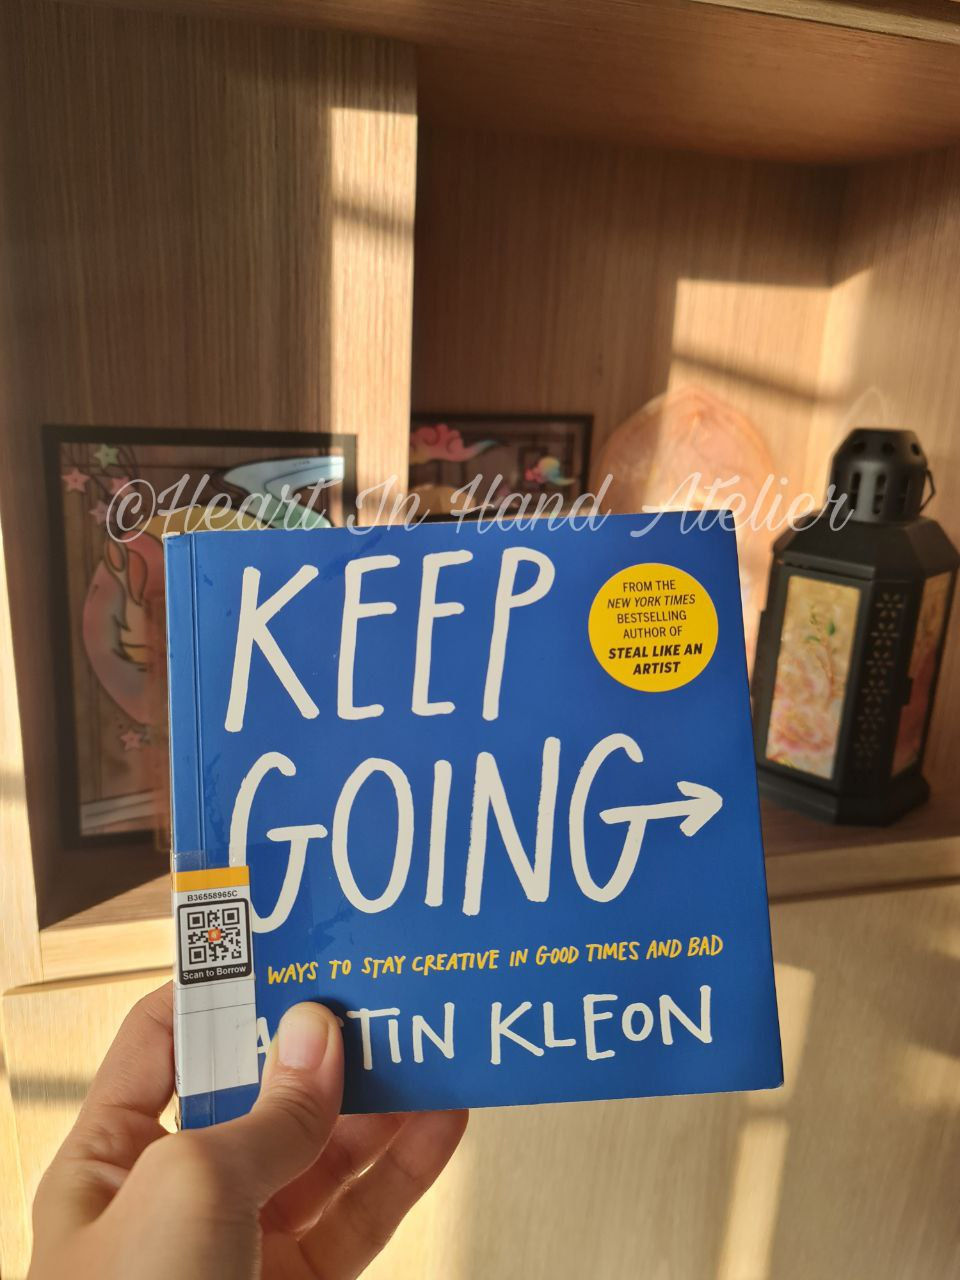 ©Heart In Hand Atelier
KEEP
GOING
FROM THE
NEW YORK TIMES
BESTSELLING
AUTHOR OF
STEAL LIKE AN
ARTIST
B36558965C
Scan to Borrow
WAYS TO STAY CREATIVE IN GOOD TIMES AND BAD
KLEON